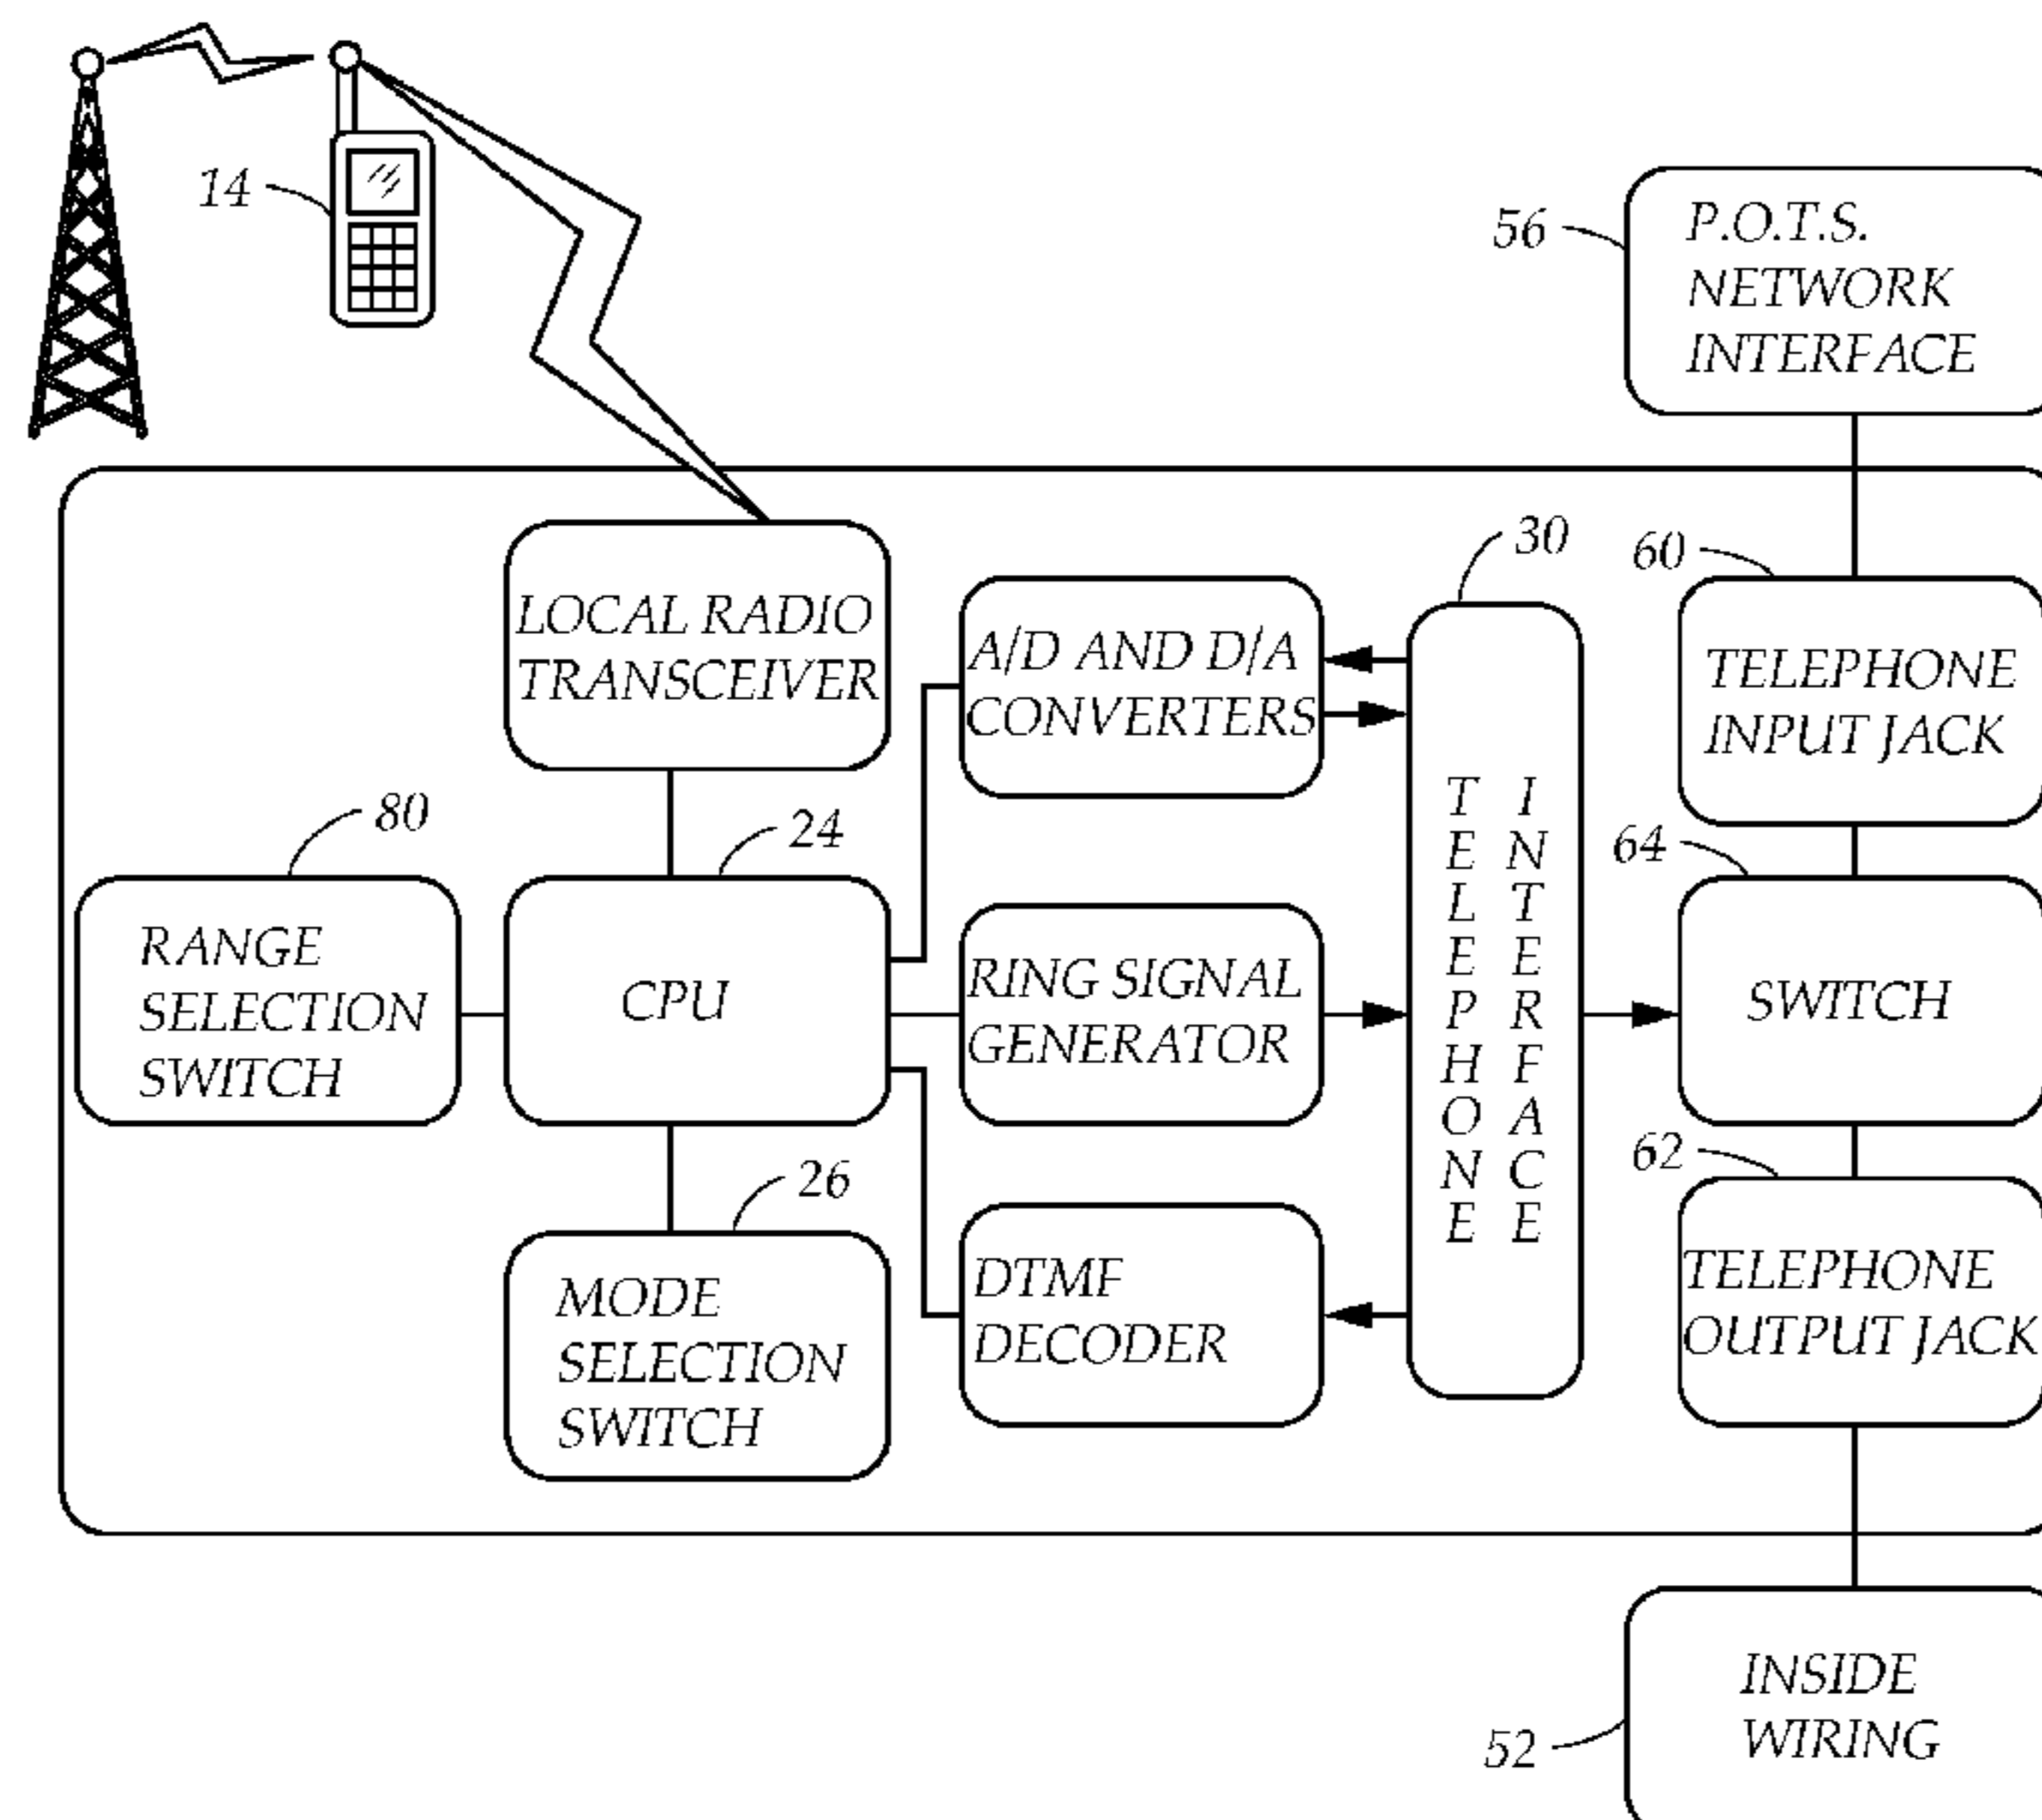 14
56
P.O.T.S.
NETWORK
INTERFACE
30
60
LOCAL RADIO
TRANSCEIVER
A/D AND D/A
CONVERTERS
TELEPHONE
INTERFACE
TELEPHONE
INPUT JACK
80
24
64
RANGE
SELECTION
SWITCH
CPU
RING SIGNAL
GENERATOR
SWITCH
26
62
MODE
SELECTION
SWITCH
DTMF
DECODER
TELEPHONE
OUTPUT JACK
52
INSIDE
WIRING